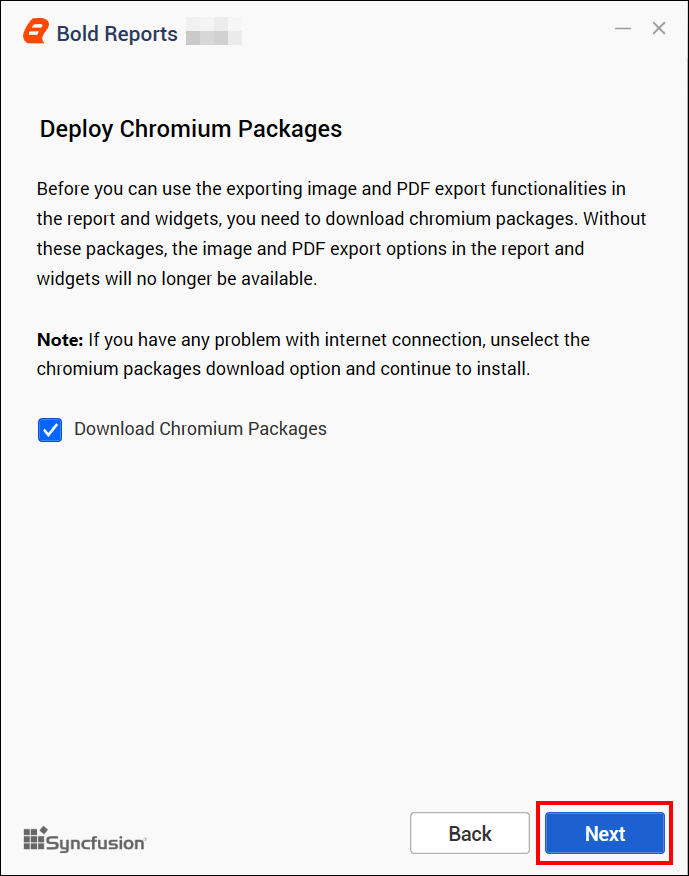 Bold Reports
Deploy Chromium Packages
Before you can use the exporting image and PDF export functionalities in
the report and widgets, you need to download chromium packages. Without
these packages, the image and PDF export options in the report and
widgets will no longer be available.
Note: If you have any problem with internet connection, unselect the
chromium packages download option and continue to install.
Download Chromium Packages
Syncfusion
Back
Next